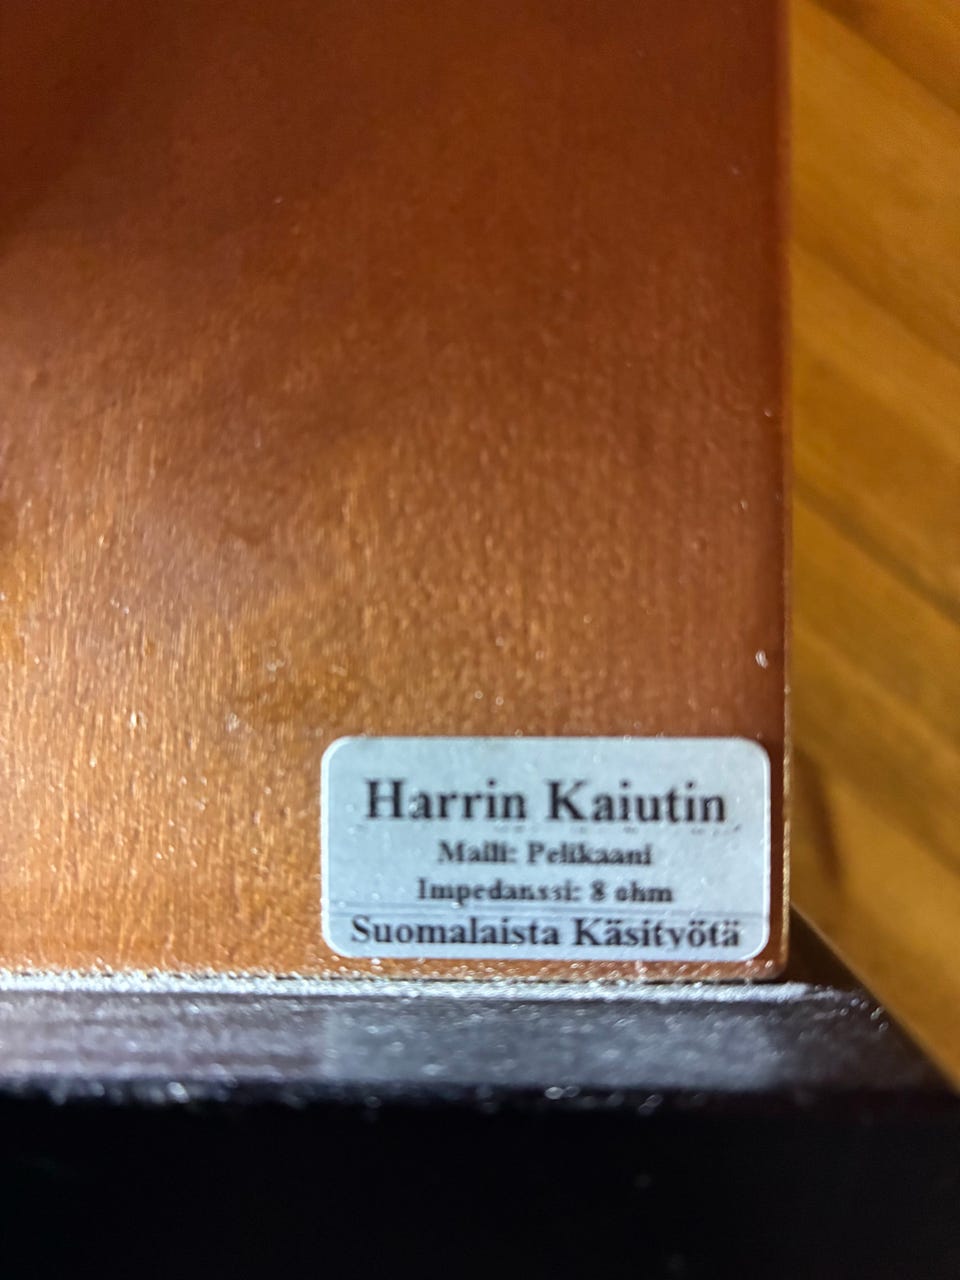 Harrin Kaiutin
Malli: Pelikaani
Impedanssi: 8 ohm
Suomalaista Käsityötä